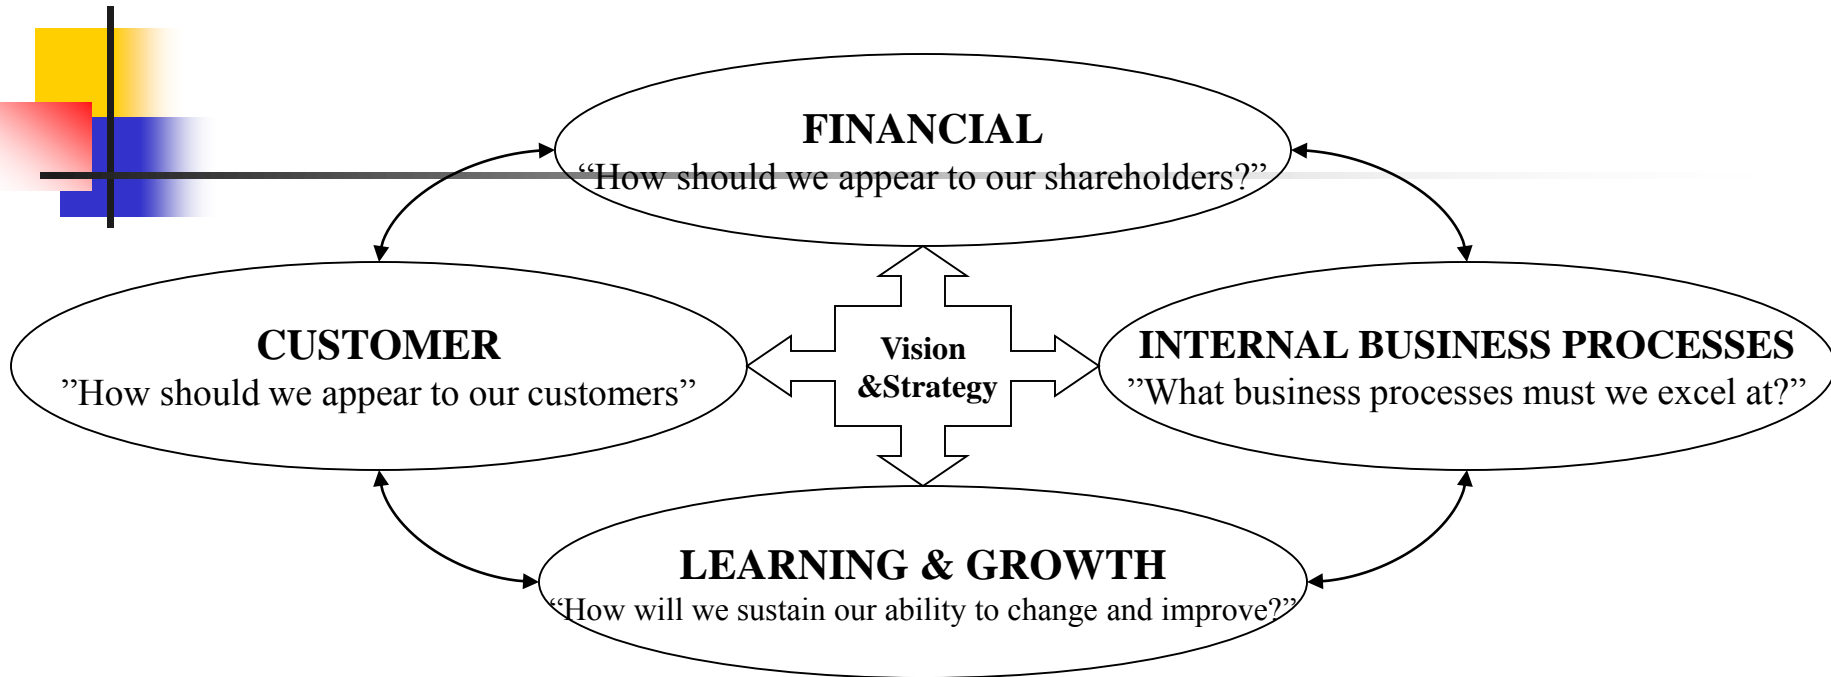 FINANCIAL
“How should we appear to our shareholders?”
CUSTOMER
”How should we appear to our customers”
Vision
&Strategy
INTERNAL BUSINESS PROCESSES
”What business processes must we excel at?”
LEARNING & GROWTH
“How will we sustain our ability to change and improve?”